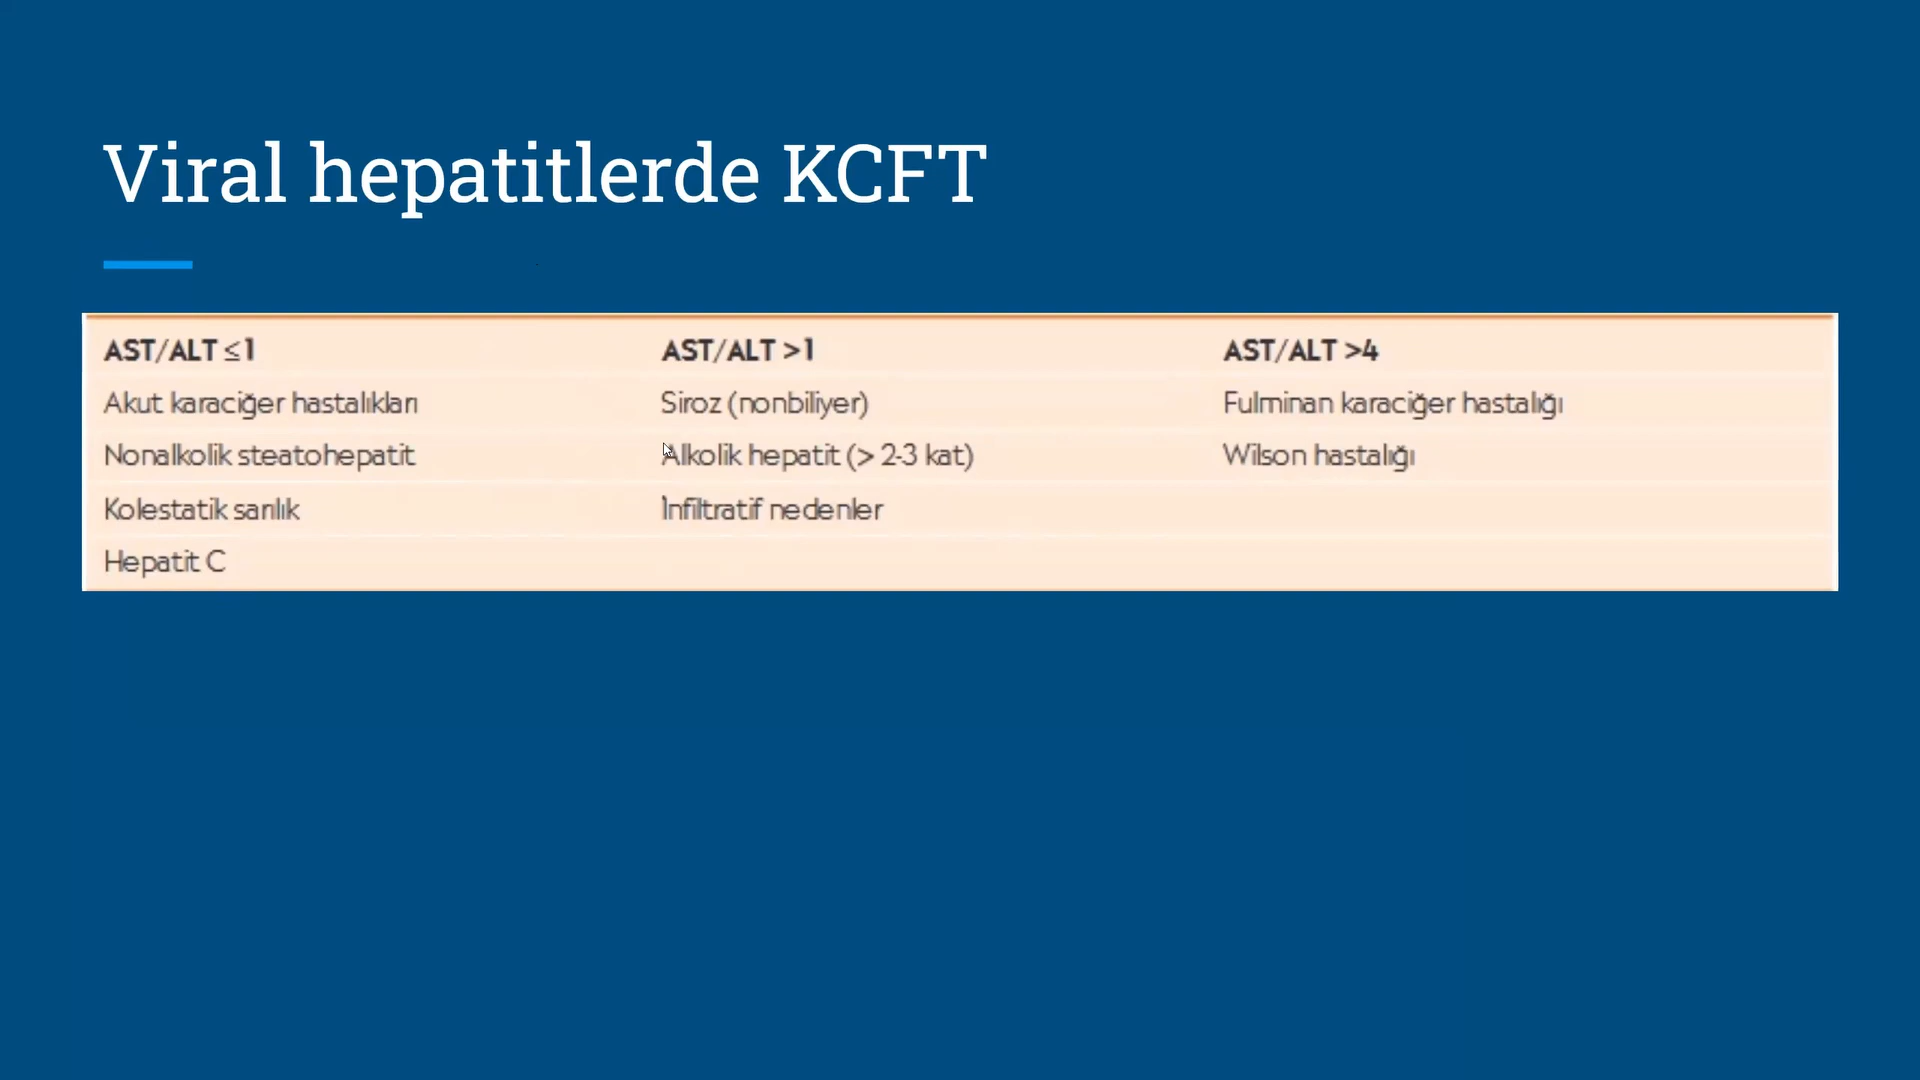 Viral hepatitlerde KCFT
AST/ALT ≤1 AST/ALT >1 AST/ALT >4
Akut karaciğer hastalıkları Siroz (nonbiliyer) Fulminan karaciğer hastalığı
Nonalkolik steatohepatit Alkolik hepatit (> 2-3 kat) Wilson hastalığı
Kolestatik sarılık İnfiltratif nedenler
Hepatit C